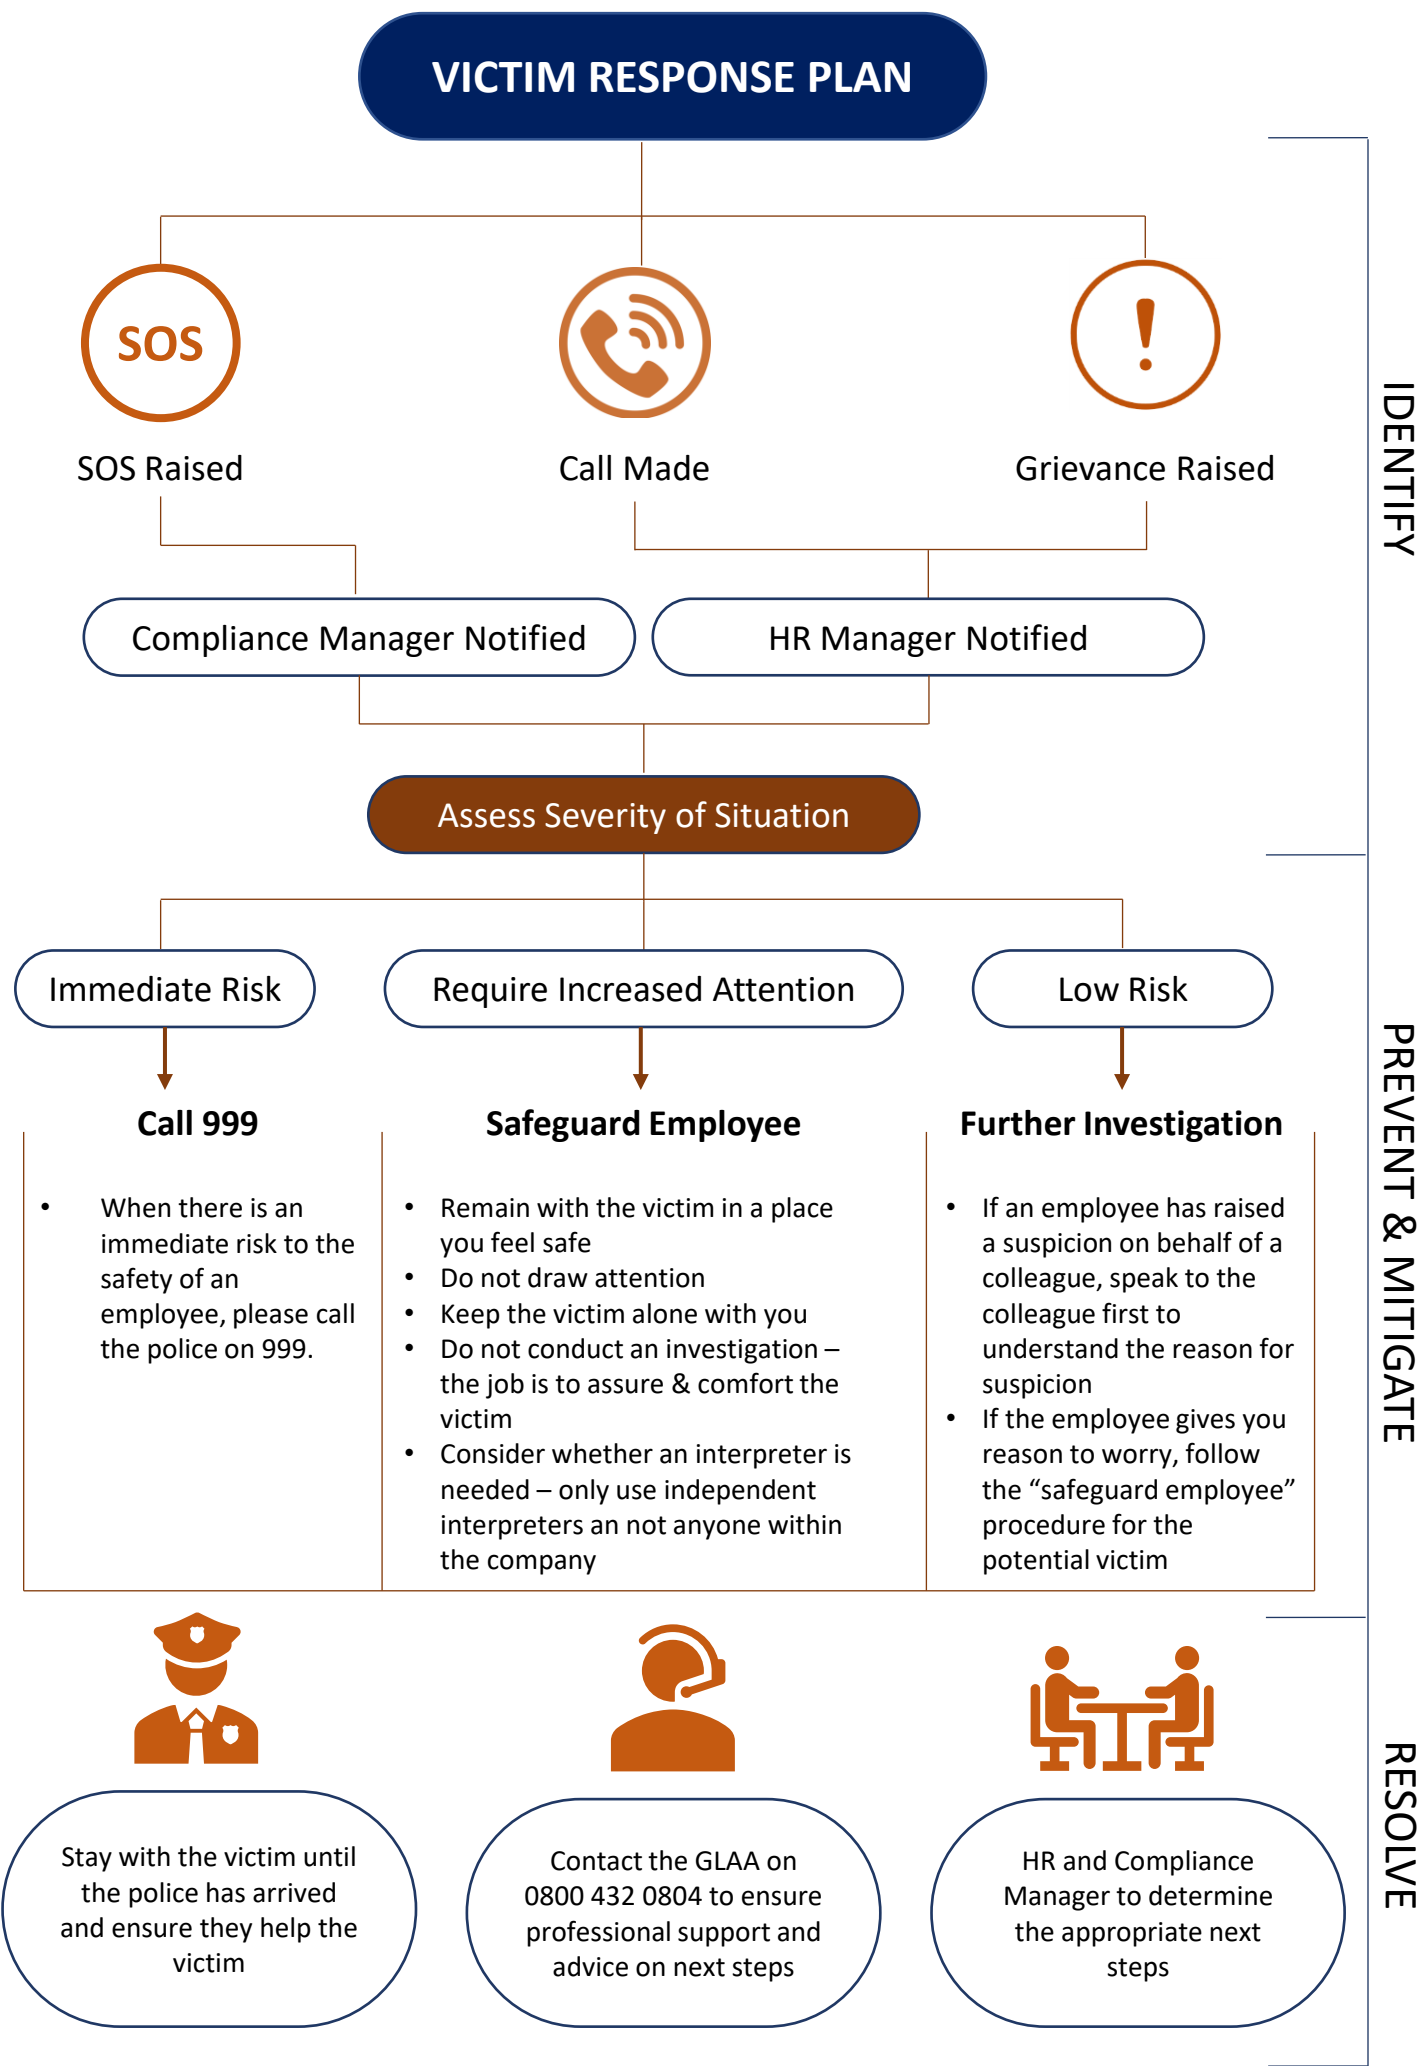 VICTIM RESPONSE PLAN
SOS
SOS Raised
Call Made
!
Grievance Raised
IDENTIFY
Compliance Manager Notified
HR Manager Notified
Assess Severity of Situation
Immediate Risk
Require Increased Attention
Low Risk
PREVENT & MITIGATE
Call 999
• When there is an
immediate risk to the
safety of an
employee, please call
the police on 999.
Safeguard Employee
• Remain with the victim in a place
you feel safe
• Do not draw attention
• Keep the victim alone with you
• Do not conduct an investigation –
the job is to assure & comfort the
victim
• Consider whether an interpreter is
needed – only use independent
interpreters an not anyone within
the company
Further Investigation
• If an employee has raised
a suspicion on behalf of a
colleague, speak to the
colleague first to
understand the reason for
suspicion
• If the employee gives you
reason to worry, follow
the “safeguard employee”
procedure for the
potential victim
RESOLVE
Stay with the victim until
the police has arrived
and ensure they help the
victim
Contact the GLAA on
0800 432 0804 to ensure
professional support and
advice on next steps
HR and Compliance
Manager to determine
the appropriate next
steps